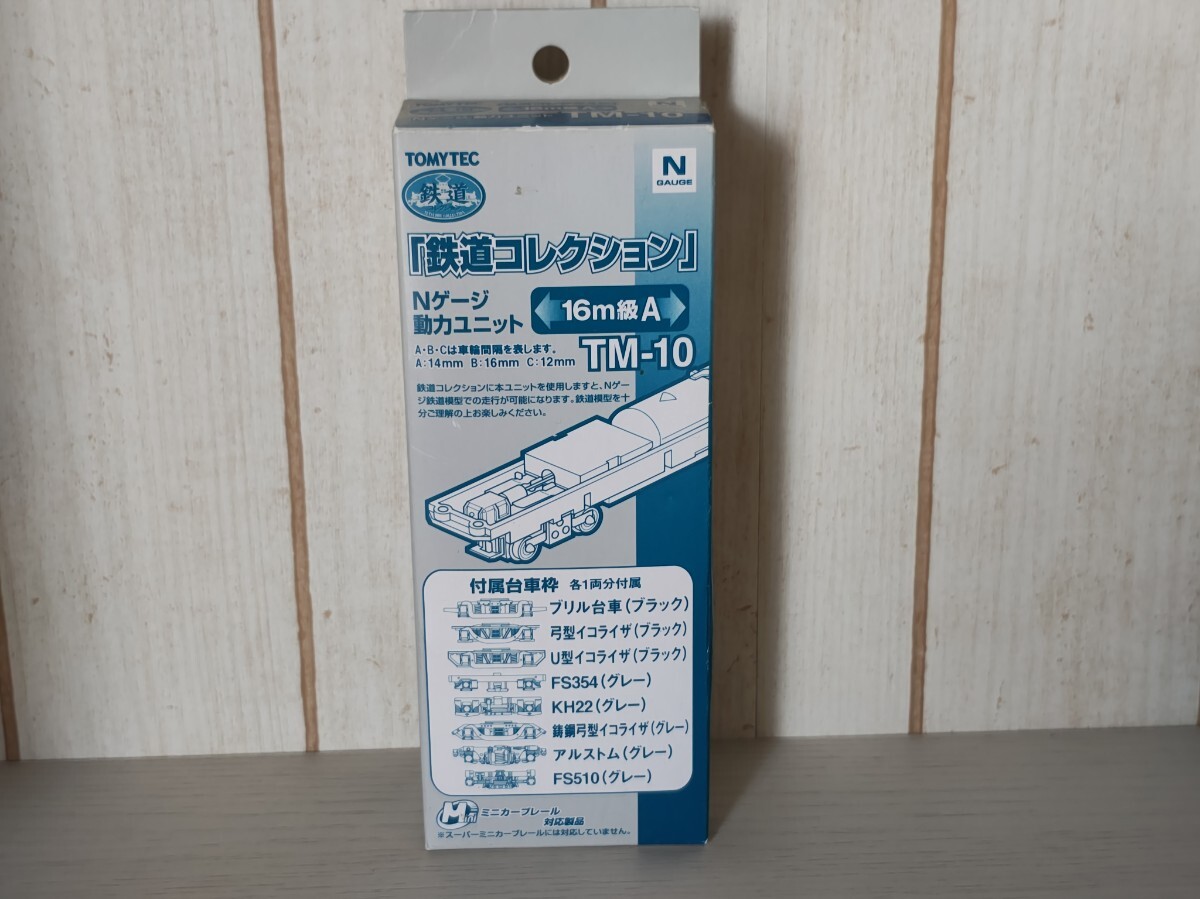 TM-10
TOMYTEC
N
GAUGE
鉄道
「鉄道コレクション」
Nゲージ
動力ユニット
16m級 A
A・B・Cは車輪間隔を表します。
A:14mm B:16mm C:12mm
TM-10
鉄道コレクションに本ユニットを使用しますと、Nゲー
ジ鉄道模型での走行が可能になります。鉄道模型を十
分ご理解の上お楽しみください。
付属台車枠 各1両分付属
ブリル台車(ブラック)
弓型イコライザ(ブラック)
U型イコライザ(ブラック)
FS354(グレー)
KH22(グレー)
鋳鋼弓型イコライザ(グレー)
アルストム(グレー)
FS510(グレー)
ミニカーブレール
対応製品
※スーパーミニカーブレールには対応していません。